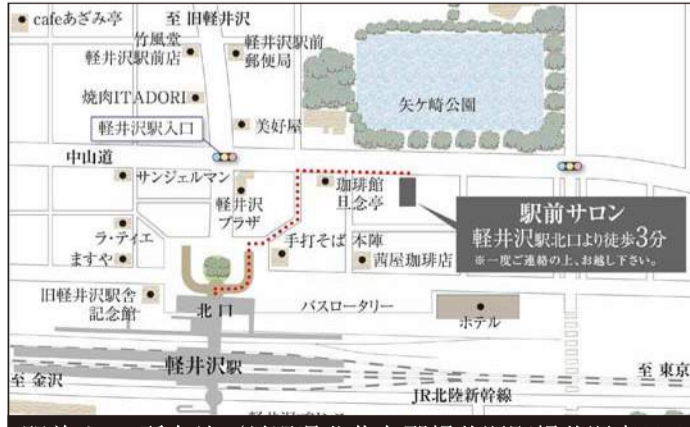 cafeあざみ亭
至 旧軽井沢
竹風堂
軽井沢駅前店
軽井沢駅前
郵便局
焼肉ITADORI
矢ケ崎公園
軽井沢駅入口
美好屋
中山道
サンジェルマン
軽井沢
プラザ
珈琲館
旦念亭
駅前サロン
軽井沢駅北口より徒歩3分
※一度ご連絡の上、お越し下さい。
ラ・ティエ
ますや
手打そば 本陣
茜屋珈琲店
旧軽井沢駅舎
記念館
北口
バスロータリー
ホテル
軽井沢駅
至 金沢
至 東京
JR北陸新幹線